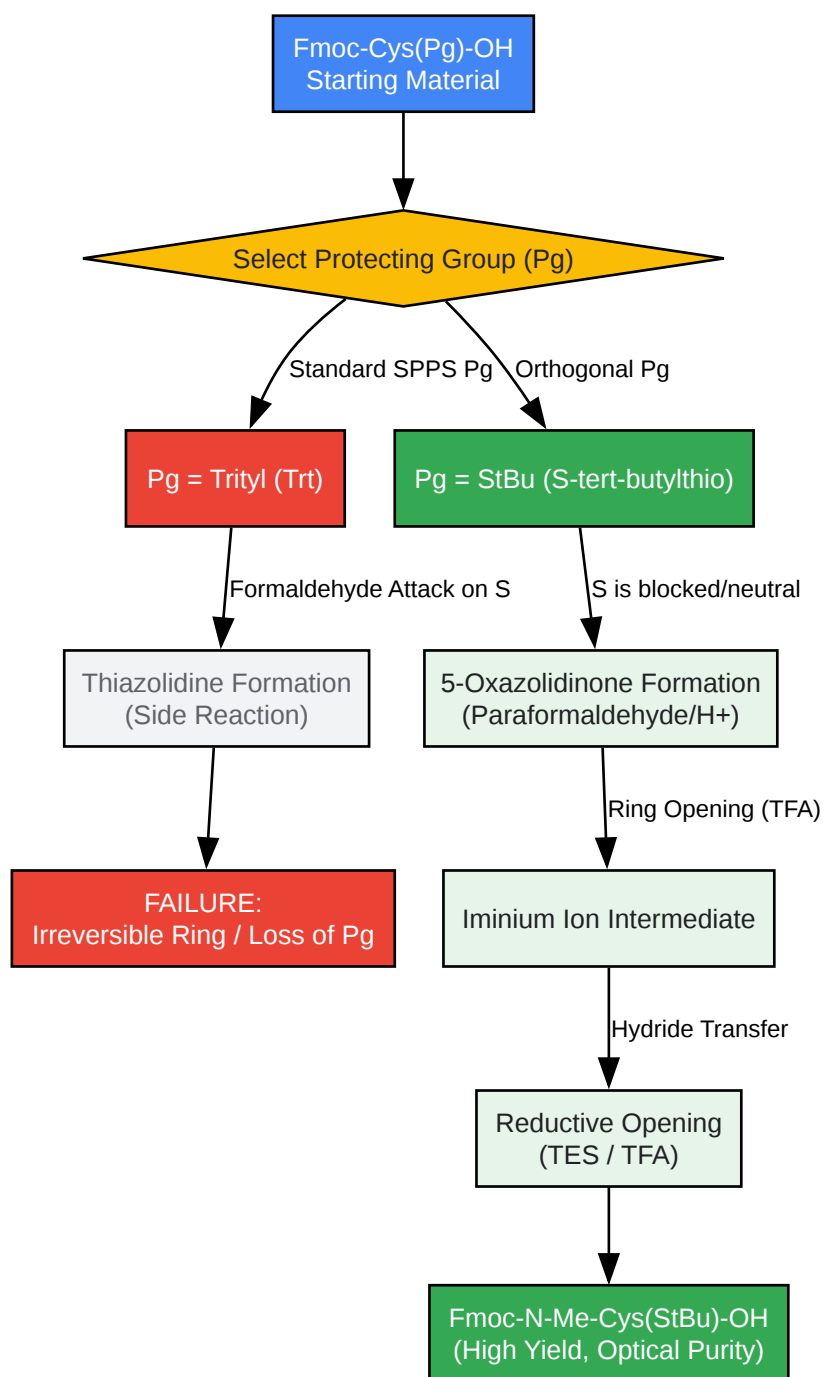 Fmoc-Cys(Pg)-OH
Starting Material
Select Protecting Group (Pg)
Standard SPPS Pg
Orthogonal Pg
Pg = Trityl (Trt)
Pg = StBu (S-tert-butylthio)
Formaldehyde Attack on S
S is blocked/neutral
Thiazolidine Formation
(Side Reaction)
5-Oxazolidinone Formation
(Paraformaldehyde/H+)
Ring Opening (TFA)
FAILURE:
Irreversible Ring / Loss of Pg
Iminium Ion Intermediate
Hydride Transfer
Reductive Opening
(TES / TFA)
Fmoc-N-Me-Cys(StBu)-OH
(High Yield, Optical Purity)